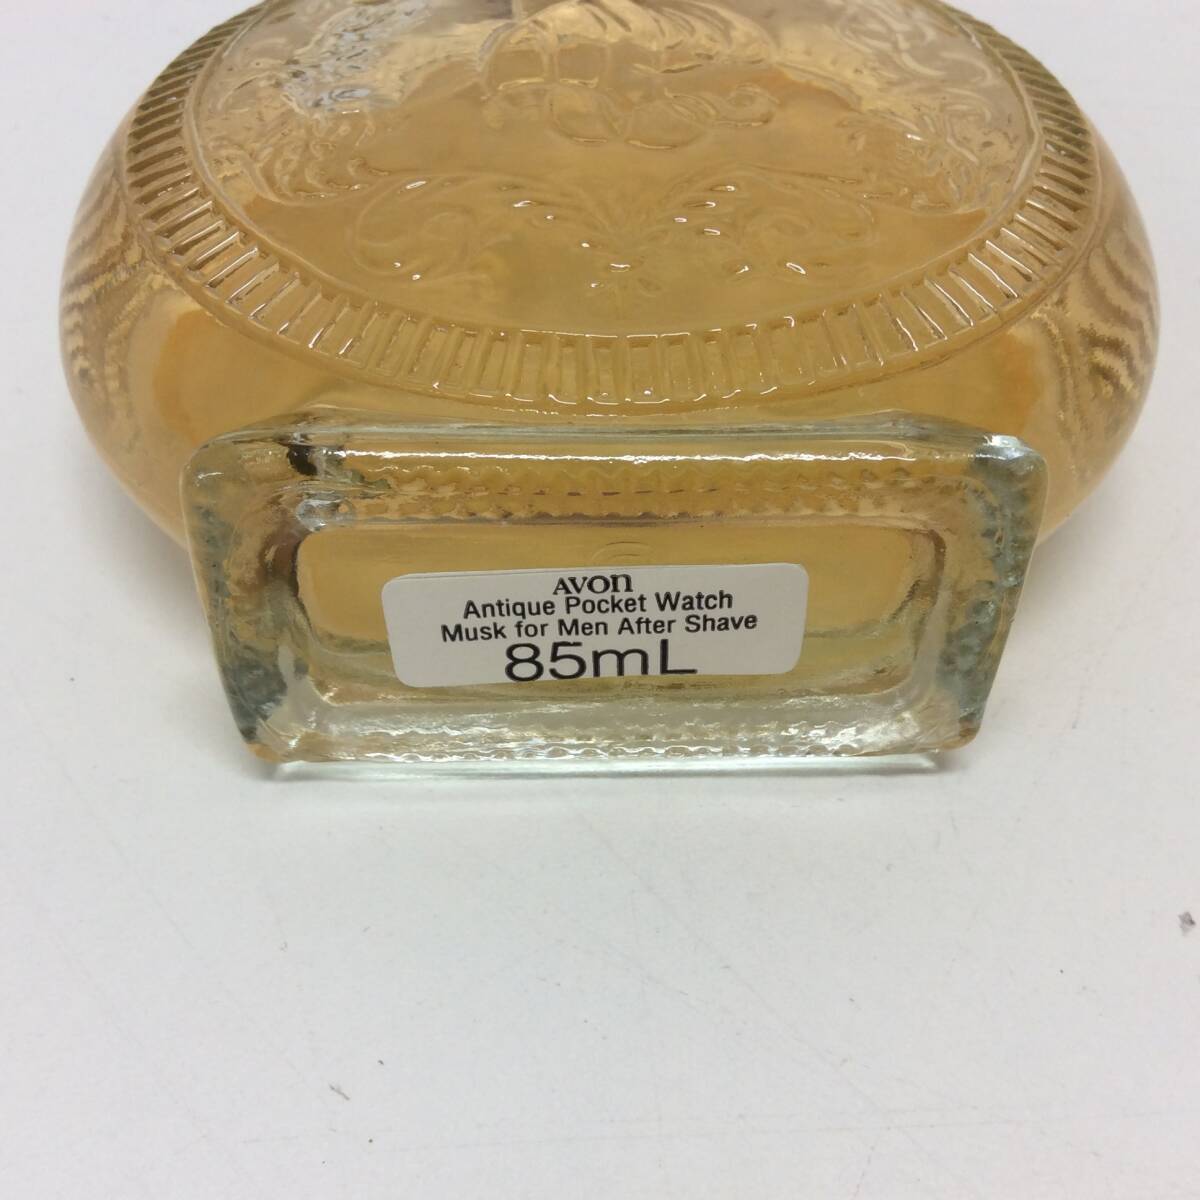 AVON
Antique Pocket Watch
Musk for Men After Shave
85mL